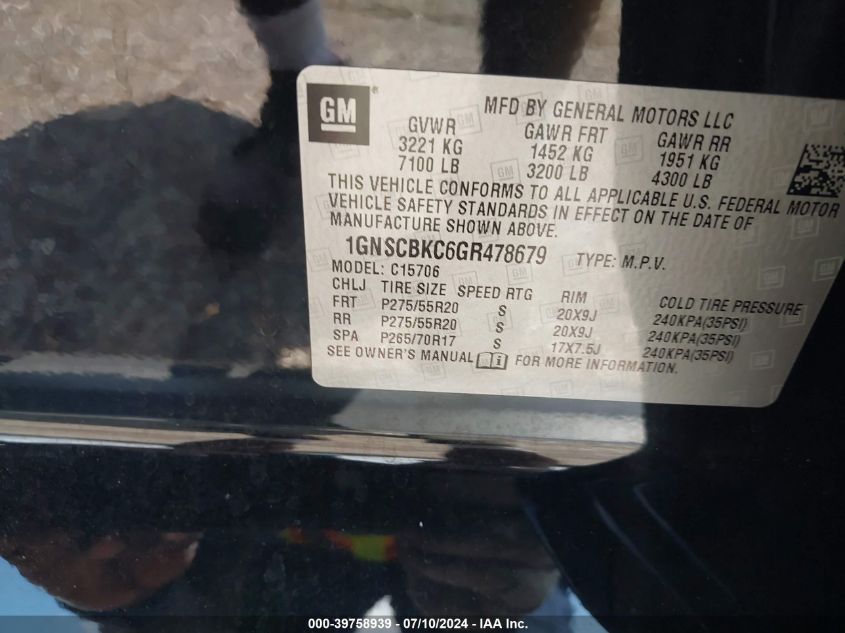 GM
MFD BY GENERAL MOTORS LLC
GVWR GAWR FRT GAWR RR
3221 KG 1452 KG 1951 KG
7100 LB 3200 LB 4300 LB
THIS VEHICLE CONFORMS TO ALL APPLICABLE U.S. FEDERAL MOTOR
VEHICLE SAFETY STANDARDS IN EFFECT ON THE DATE OF
MANUFACTURE SHOWN ABOVE.
1GNSCBKC6GR478679 TYPE: M.P.V.
MODEL: C15706
CHLJ TIRE SIZE SPEED RTG RIM COLD TIRE PRESSURE
FRT P275/55R20 S 20X9J 240KPA(35PSI)
RR P275/55R20 S 20X9J 240KPA(35PSI)
SPA P265/70R17 S 17X7.5J 240KPA(35PSI)
SEE OWNER'S MANUAL FOR MORE INFORMATION.
000-39758939 / 07/10/2024 - IAA Inc.